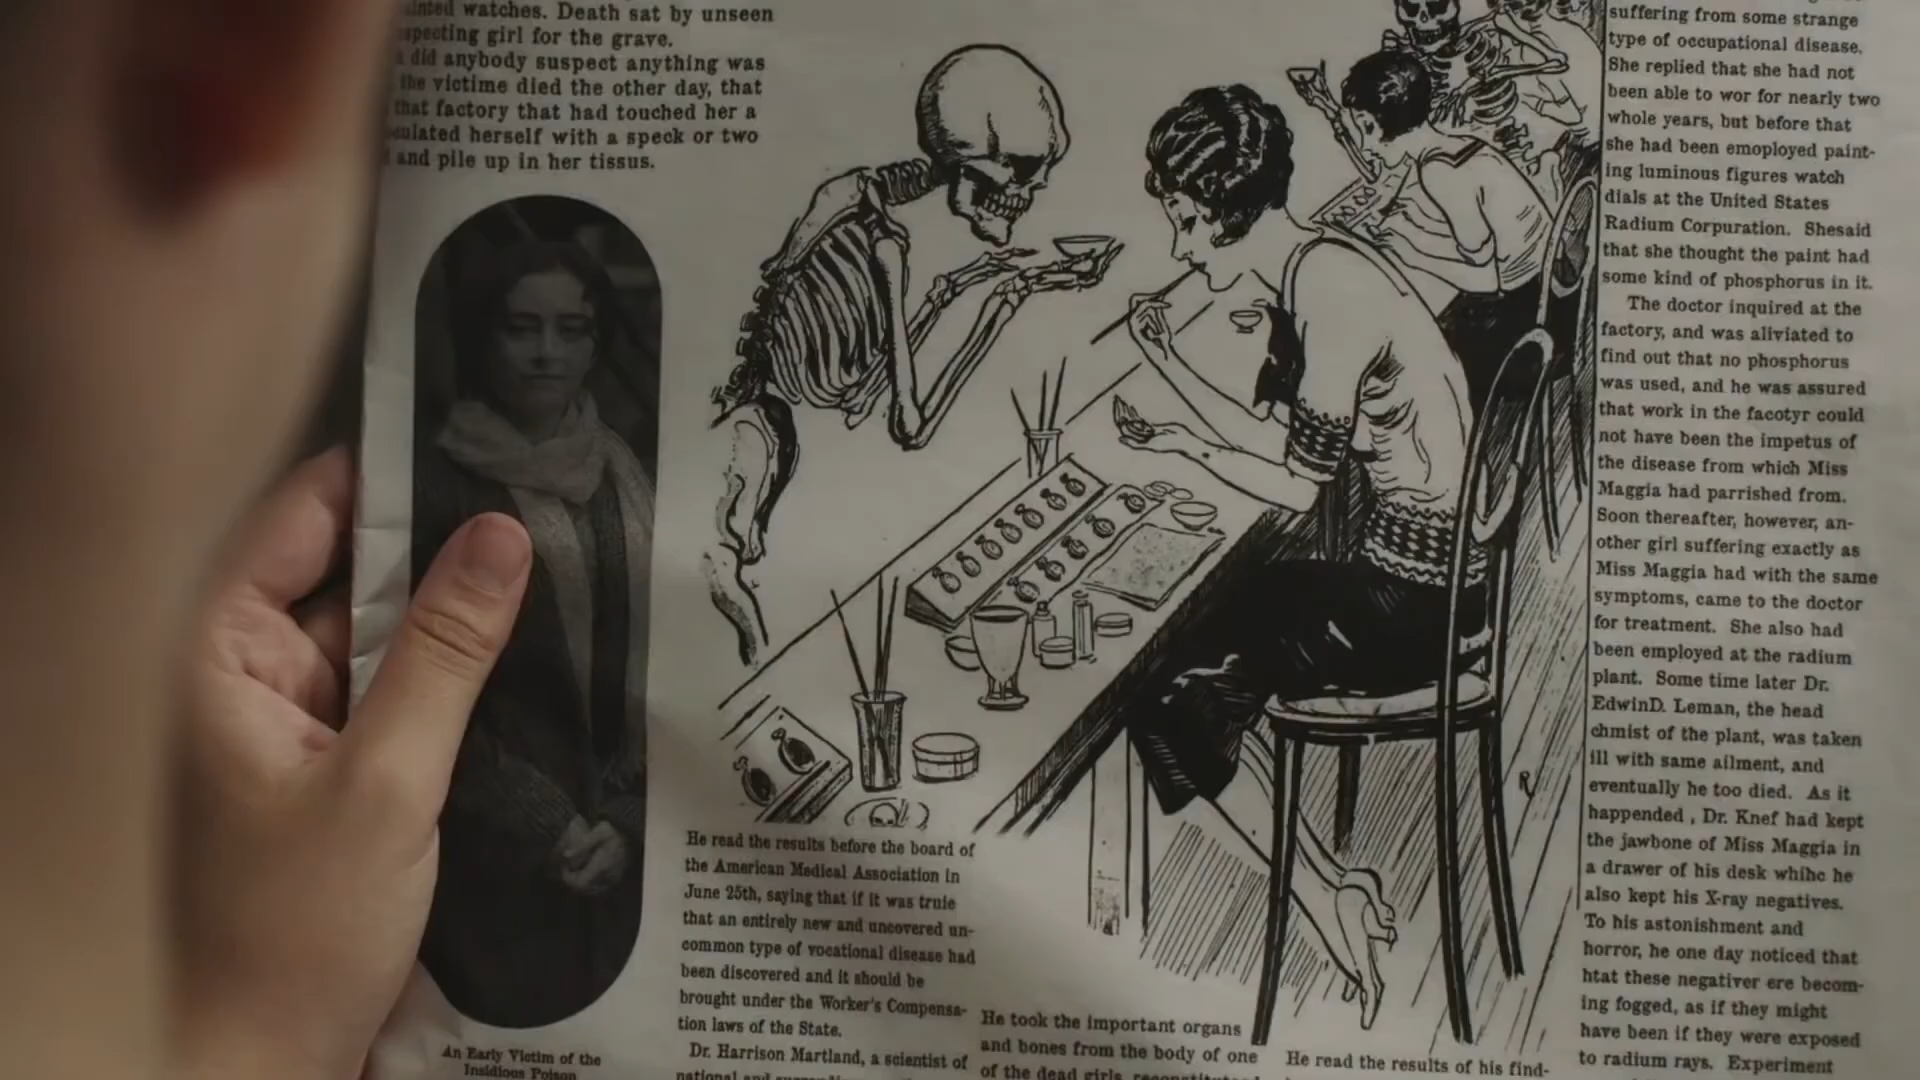 watches. Death sat by unseen
girl for the grave.
did anybody suspect anything was
the victime died the other day, that
that factory that had touched her a
herself with a speck or two
and pile up in her tissus.
An Early Victim of the
Insidious Poison
He read the results before the board of
the American Medical Association in
June 25th, saying that if it was truie
that an entirely new and uncovered un-
common type of vocational disease had
been discovered and it should be
brought under the Worker's Compensa-
tion laws of the State.
Dr. Harrison Martland, a scientist of
national and
He took the important organs
and bones from the body of one
of the dead girls,
He read the results of his find-
suffering from some strange
type of occupational disease.
She replied that she had not
been able to wor for nearly two
whole years, but before that
she had been emoployed paint-
ing luminous figures watch
dials at the United States
Radium Corpuration. Shesaid
that she thought the paint had
some kind of phosphorus in it.
The doctor inquired at the
factory, and was aliviated to
find out that no phosphorus
was used, and he was assured
that work in the facotyr could
not have been the impetus of
the disease from which Miss
Maggia had parrished from.
Soon thereafter, however, an-
other girl suffering exactly as
Miss Maggia had with the same
symptoms, came to the doctor
for treatment. She also had
been employed at the radium
plant. Some time later Dr.
EdwinD. Leman, the head
chmist of the plant, was taken
ill with same ailment, and
eventually he too died. As it
happended , Dr. Knef had kept
the jawbone of Miss Maggia in
a drawer of his desk whihc he
also kept his X-ray negatives.
To his astonishment and
horror, he one day noticed that
htat these negativer ere becom-
ing fogged, as if they might
have been if they were exposed
to radium rays. Experiment